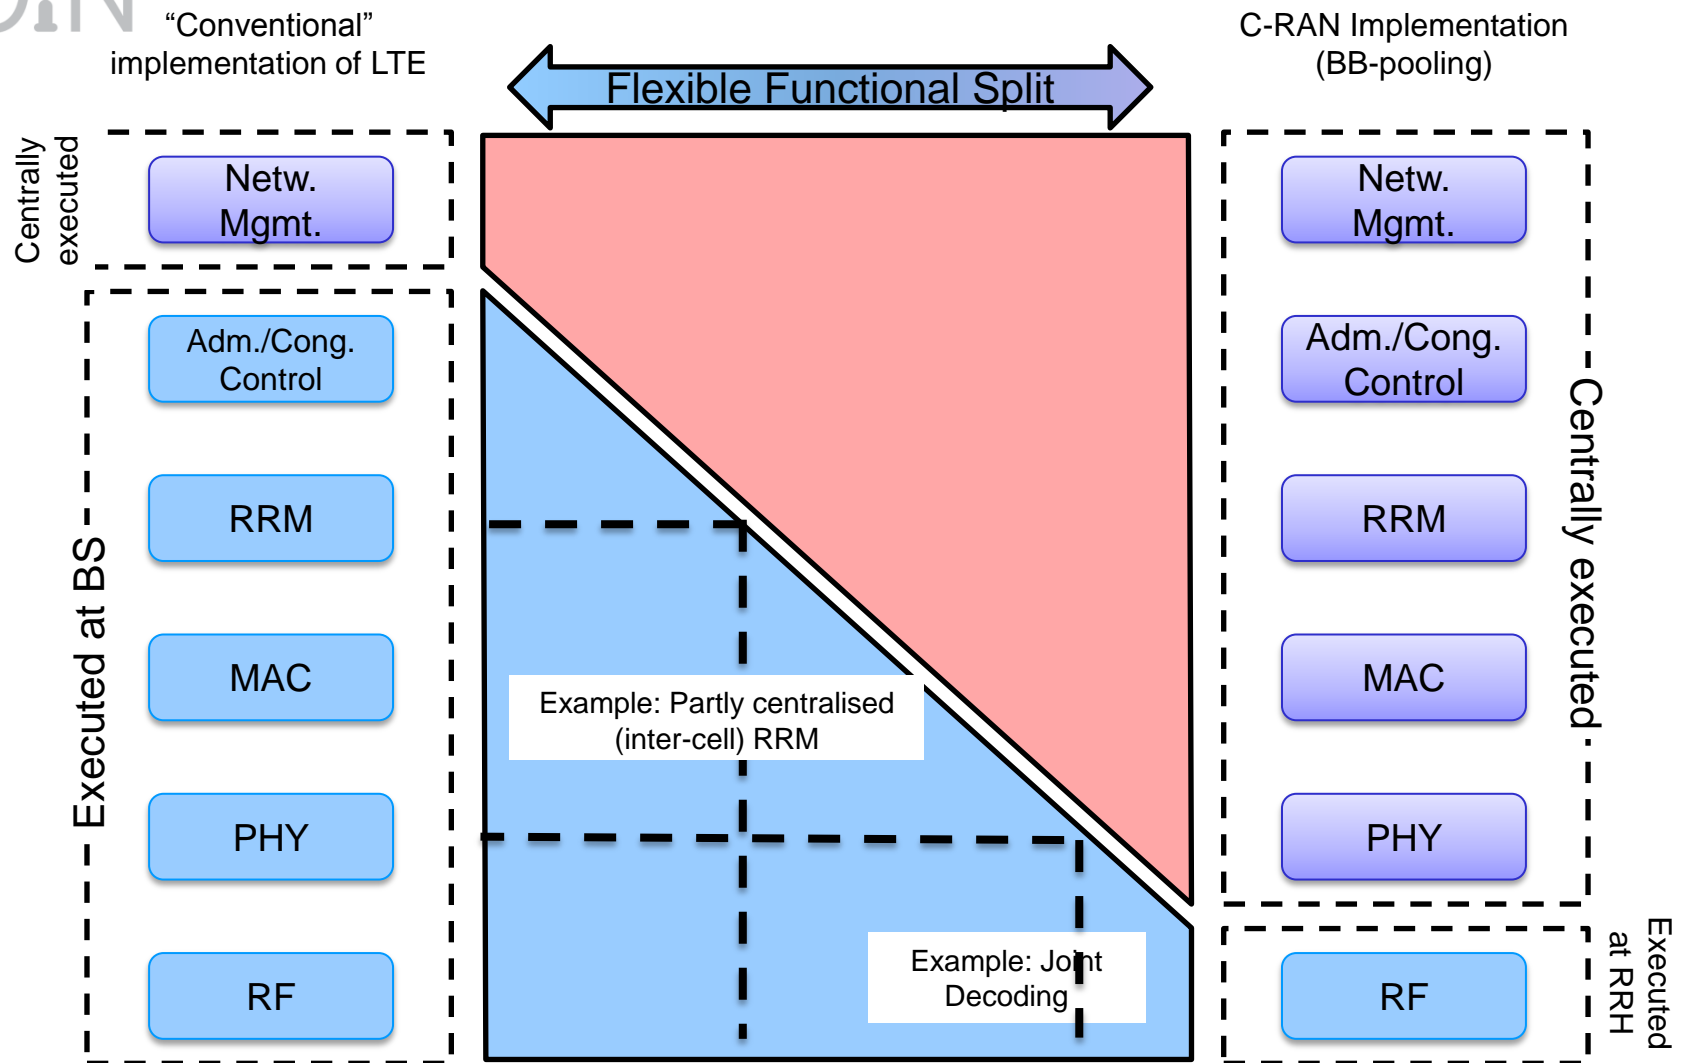 “Conventional”
implementation of LTE
Flexible Functional Split
C-RAN Implementation
(BB-pooling)
Centrally
executed
Netw.
Mgmt.
Executed at BS
Adm./Cong.
Control
RRM
MAC
PHY
RF
Example: Partly centralised
(inter-cell) RRM
Example: Joint
Decoding
Netw.
Mgmt.
Adm./Cong.
Control
RRM
MAC
PHY
Centrally executed
RF
Executed
at RRH